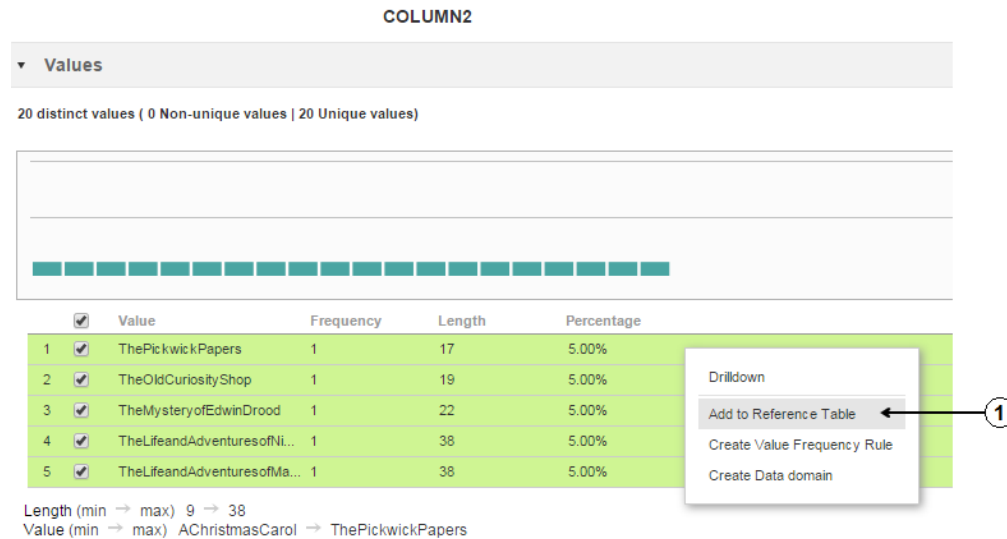 COLUMN2
Values
20 distinct values ( 0 Non-unique values | 20 Unique values)
Value Frequency Length Percentage
1 ThePickwickPapers 1 17 5.00%
2 TheOldCuriosityShop 1 19 5.00%
3 TheMysteryofEdwinDrood 1 22 5.00%
4 TheLifeandAdventuresofNi... 1 38 5.00%
5 TheLifeandAdventuresofMa... 1 38 5.00%
Drilldown
Add to Reference Table
1
Create Value Frequency Rule
Create Data domain
Length (min → max) 9 → 38
Value (min → max) AChristmasCarol → ThePickwickPapers